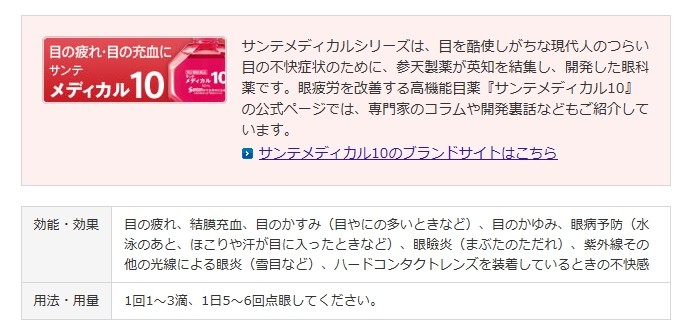 目の疲れ・目の充血に
サンテ
メディカル10
サンテメディカルシリーズは、目を酷使しがちな現代人のつらい
目の不快症状のために、参天製薬が英知を結集し、開発した眼科
薬です。眼疲労を改善する高機能目薬『サンテメディカル10』
の公式ページでは、専門家のコラムや開発裏話などもご紹介して
います。
サンテメディカル10のブランドサイトはこちら
効能・効果
目の疲れ、結膜充血、目のかすみ（目やにの多いときなど）、目のかゆみ、眼病予防（水
泳のあと、ほこりや汗が目に入ったときなど）、眼瞼炎（まぶたのただれ）、紫外線その
他の光線による眼炎（雪目など）、ハードコンタクトレンズを装着しているときの不快感
用法・用量
1回1～3滴、1日5～6回点眼してください。